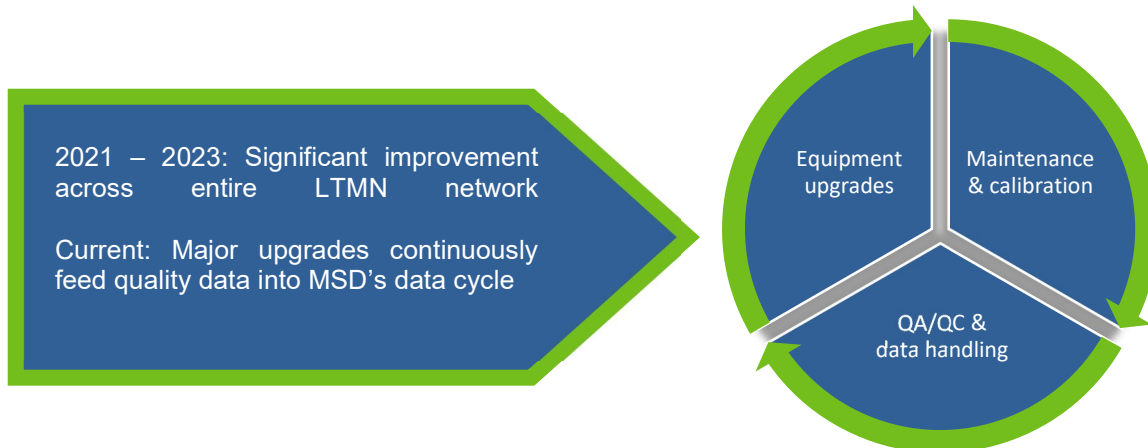 2021 – 2023: Significant improvement
across entire LTMN network
Current: Major upgrades continuously
feed quality data into MSD’s data cycle
Equipment
upgrades
Maintenance
& calibration
QA/QC &
data handling